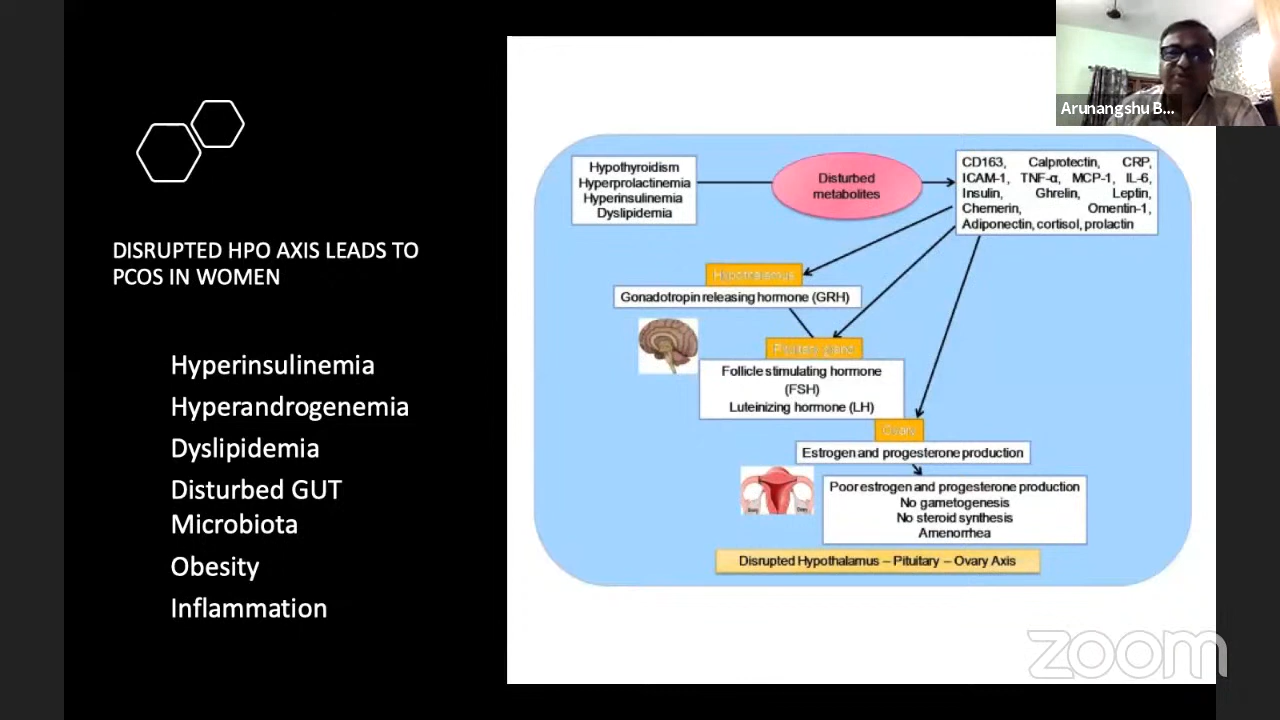 DISRUPTED HPO AXIS LEADS TO
PCOS IN WOMEN
Hyperinsulinemia
Hyperandrogenemia
Dyslipidemia
Disturbed GUT
Microbiota
Obesity
Inflammation
Hypothyroidism
Hyperprolactinemia
Hyperinsulinemia
Dyslipidemia
Disturbed
metabolites
CD163, Calprotectin, CRP,
ICAM-1, TNF-α, MCP-1, IL-6,
Insulin, Ghrelin, Leptin,
Chemerin, Omentin-1,
Adiponectin, cortisol, prolactin
Hypothalamus
Gonadotropin releasing hormone (GRH)
Pituitary gland
Follicle stimulating hormone
(FSH)
Luteinizing hormone (LH)
Ovary
Estrogen and progesterone production
Poor estrogen and progesterone production
No gametogenesis
No steroid synthesis
Amenorrhea
Disrupted Hypothalamus – Pituitary – Ovary Axis
Arunangshu B...
zoom